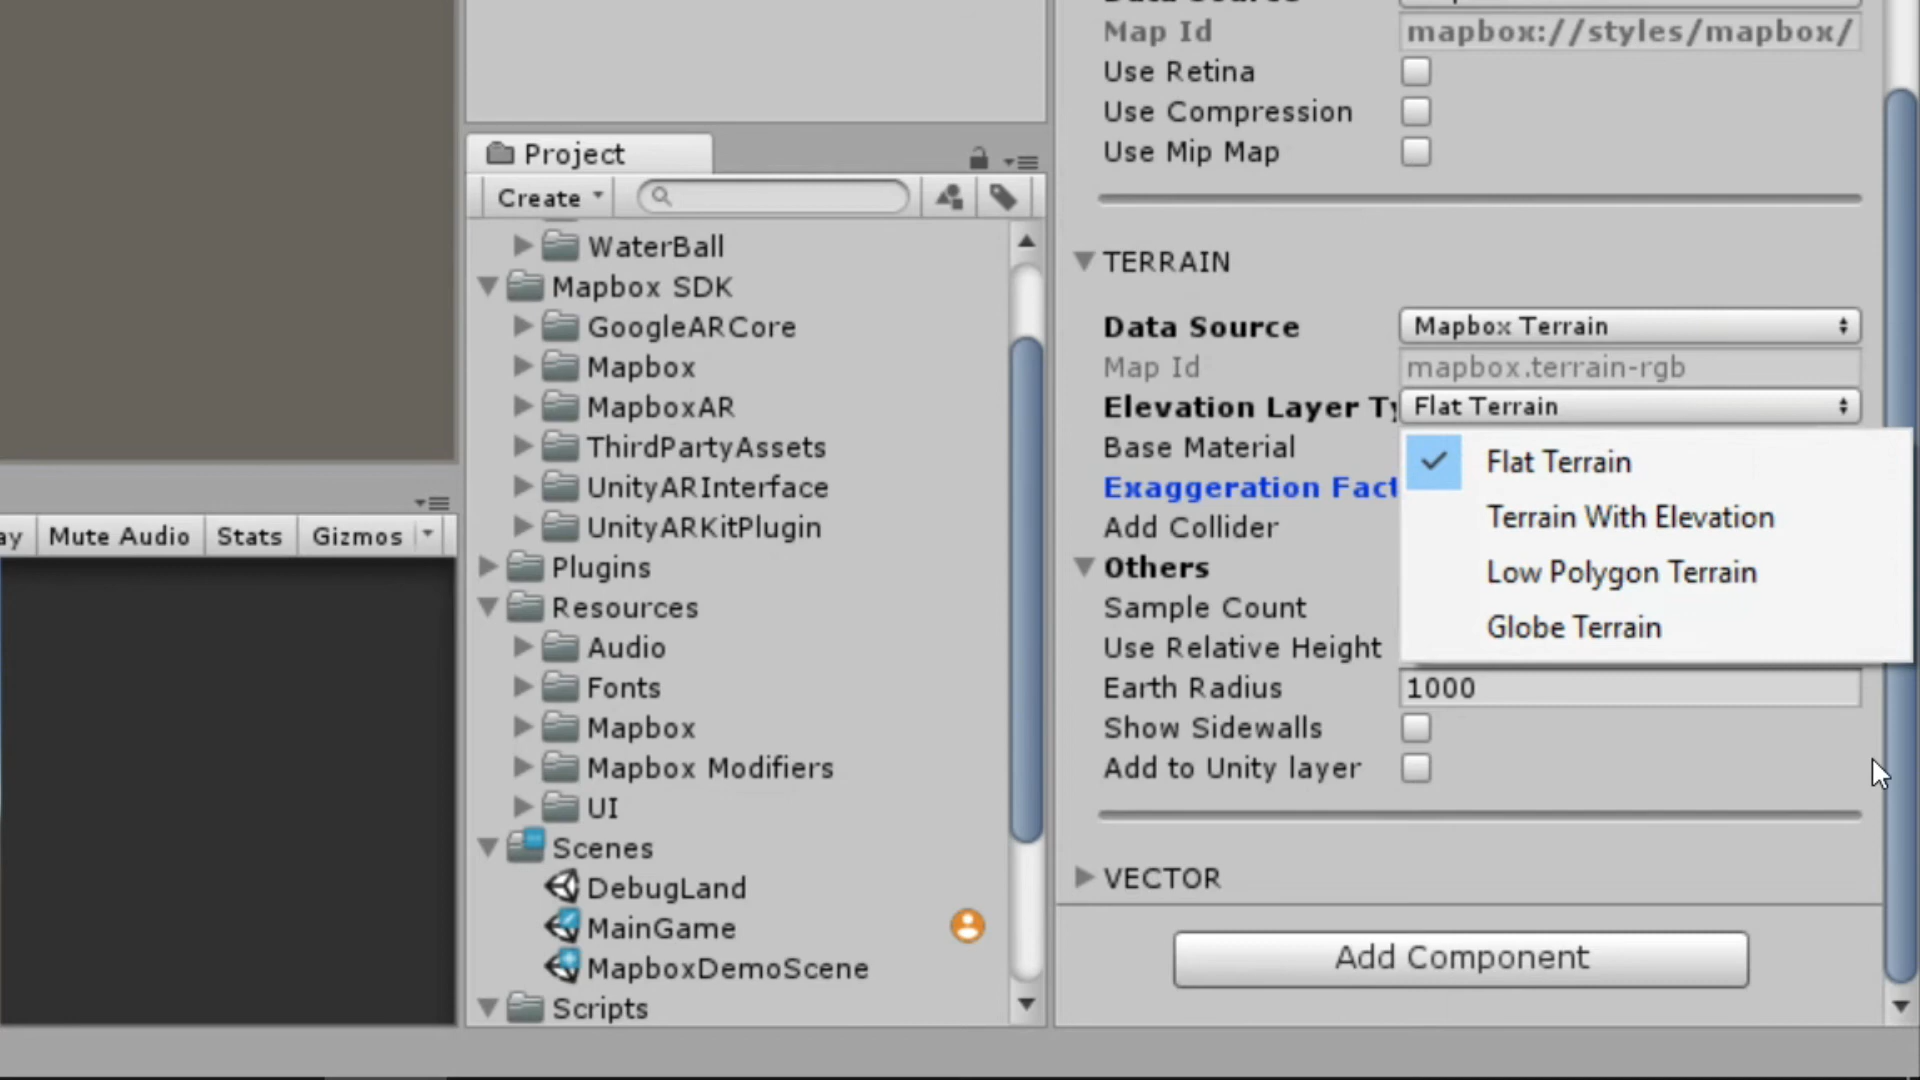 Map Id mapbox://styles/mapbox/
Use Retina
Use Compression
Use Mip Map
Project
Create
WaterBall
Mapbox SDK
GoogleARCore
Mapbox
MapboxAR
ThirdPartyAssets
UnityARInterface
UnityARKitPlugin
Plugins
Resources
Audio
Fonts
Mapbox
Mapbox Modifiers
UI
Scenes
DebugLand
MainGame
MapboxDemoScene
Scripts
Mute Audio Stats Gizmos
TERRAIN
Data Source Mapbox Terrain
Map Id mapbox.terrain-rgb
Elevation Layer Ty Flat Terrain
Base Material
Exaggeration Fact
Add Collider
Others
Sample Count
Use Relative Height
Flat Terrain
Terrain With Elevation
Low Polygon Terrain
Globe Terrain
Earth Radius 1000
Show Sidewalls
Add to Unity layer
VECTOR
Add Component